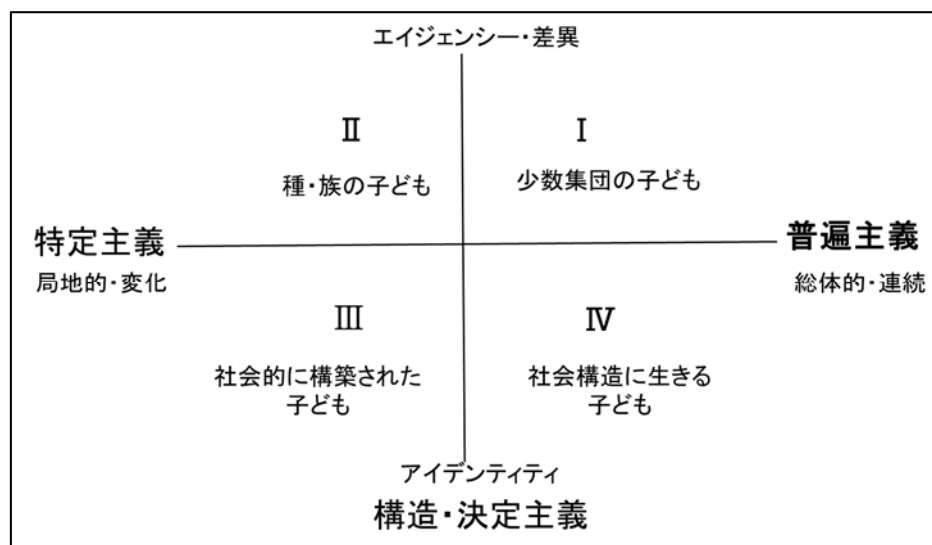 エイジェンシー・差異
Ⅱ
Ⅰ
種・族の子ども
少数集団の子ども
特定主義
普遍主義
局地的・変化
総体的・連続
Ⅲ
Ⅳ
社会的に構築された
子ども
社会構造に生きる
子ども
アイデンティティ
構造・決定主義